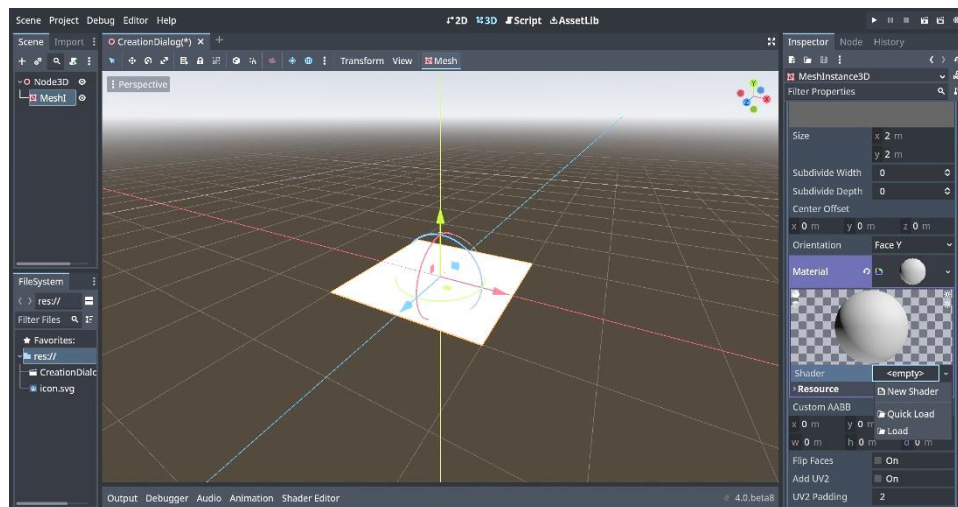 Scene Project Debug Editor Help
2D 3D Script AssetLib
Scene Import
CreationDialog(*)
Transform View Mesh
Node3D
MeshI
Perspective
Y
X
Z
FileSystem
res://
Filter Files
Favorites:
res://
CreationDialc
icon.svg
Output Debugger Audio Animation Shader Editor
4.0.beta8
Inspector Node History
MeshInstance3D
Filter Properties
Size x 2 m
y 2 m
Subdivide Width 0
Subdivide Depth 0
Center Offset
x 0 m y 0 m z 0 m
Orientation Face Y
Material
Shader <empty>
Resource
New Shader
Custom AABB
Quick Load
x 0 m y 0 m
Load
w 0 m h 0 m d 0 m
Flip Faces On
Add UV2 On
UV2 Padding 2